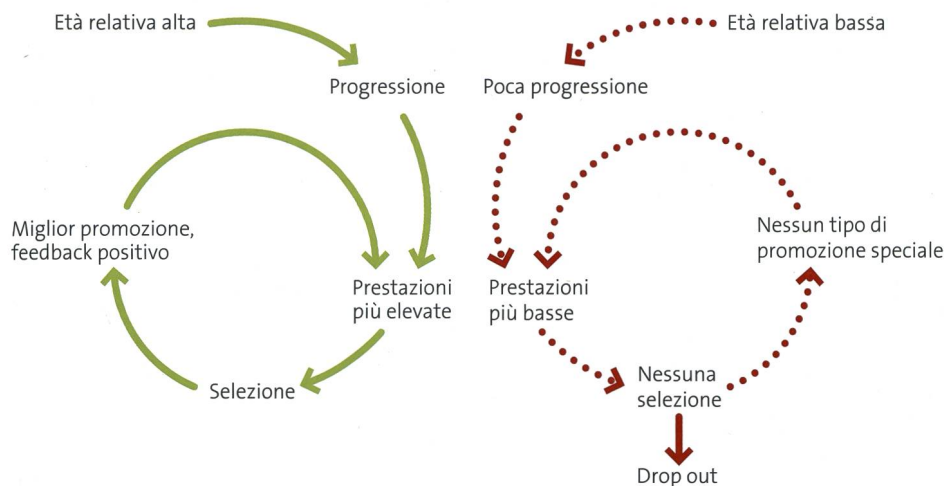 Età relativa alta
Età relativa bassa
Progressione
Poca progressione
Miglior promozione,
feedback positivo
Nessun tipo di
promozione speciale
Prestazioni
più elevate
Prestazioni
più basse
Selezione
Nessuna
selezione
Drop out